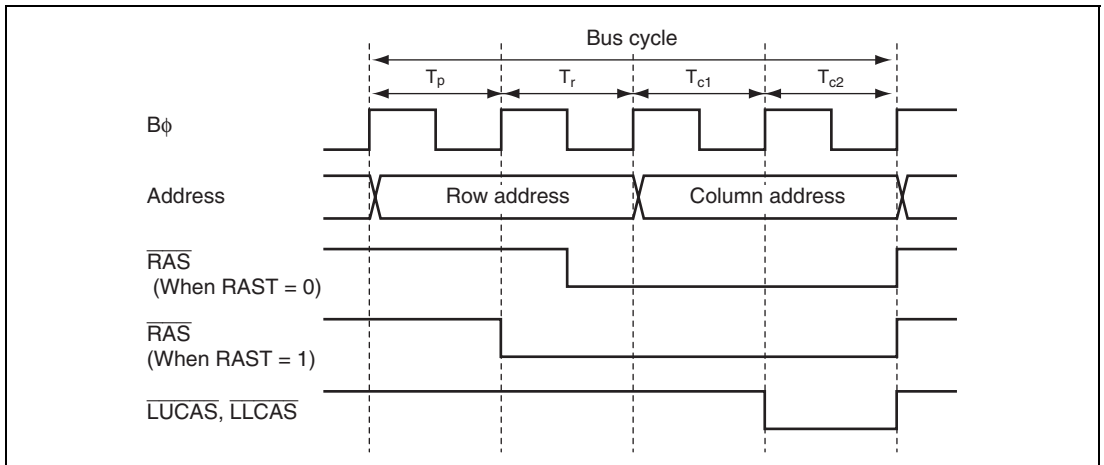 Bus cycle
Tp Tr Tc1 Tc2
Bϕ
Address Row address Column address
RAS
(When RAST = 0)
RAS
(When RAST = 1)
LUCAS, LLCAS